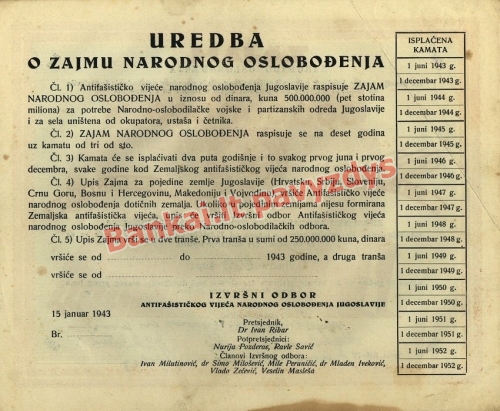 UREDBA
O ZAJMU NARODNOG OSLOBOĐENJA
Čl. 1) Antifašističko vijeće narodnog oslobođenja Jugoslavije raspisuje ZAJAM
NARODNOG OSLOBOĐENJA u iznosu od dinara, kuna 500.000.000 (pet stotina
miliona) za potrebe Narodno-oslobodilačke vojske i partizanskih odreda Jugoslavije i
za sela uništena od okupatora, ustaša i četnika.
Čl. 2) ZAJAM NARODNOG OSLOBOĐENJA raspisuje se na deset godina
uz kamatu od tri od sto.
Čl. 3) Kamata će se isplaćivati dva puta godišnje i to svakog prvog juna i prvog
decembra, svake godine kod Zemaljskog antifašističkog vijeća narodnog oslobođenja.
Čl. 4) Upis Zajma za pojedine zemlje Jugoslavije (Hrvatsku, Srbiju, Sloveniju,
Crnu Goru, Bosnu i Hercegovinu, Makedoniju i Vojvodinu) vrše Antifašističko vijeće
narodnog oslobođenja dotičnih zemalja. U zemljama u kojima nijesu formirana
Zemaljska antifašistička vijeća, upis Zajma vrši Izvršni odbor Antifašističkog vijeća
narodnog oslobođenja Jugoslavije preko Narodno-oslobodilačkih odbora.
Čl. 5) Upis Zajma vrši se u dvije tranše. Prva tranša u sumi od 250.000.000 kuna, dinara
vršiće se od do 1943 godine, a druga tranša
vršiće se od
IZVRŠNI ODBOR
ANTIFAŠISTIČKOG VIJEĆA NARODNOG OSLOBOĐENJA JUGOSLAVIJE
15 januar 1943
Pretsjednik,
Dr Ivan Ribar
Br.
Potpretsjednici:
Nurija Pozderac, Pavle Savić
Članovi Izvršnog odbora:
Ivan Milutinović, dr Simo Milošević, Mile Peruničić, dr Mladen Iveković,
Vlado Zečević, Veselin Masleša
ISPLAĆENA
KAMATA
1 juni 1943 g.
1 decembar 1943 g.
1 juni 1944 g.
1 decembar 1944 g.
1 juni 1945 g.
1 decembar 1945 g.
1 juni 1946 g.
1 decembar 1946 g.
1 juni 1947 g.
1 decembar 1947 g.
1 juni 1948 g.
1 decembar 1948 g.
1 juni 1949 g.
1 decembar 1949 g.
1 juni 1950 g.
1 decembar 1950 g.
1 juni 1951 g.
1 decembar 1951 g.
1 juni 1952 g.
1 decembar 1952 g.
Bankai.lt pavyzdys